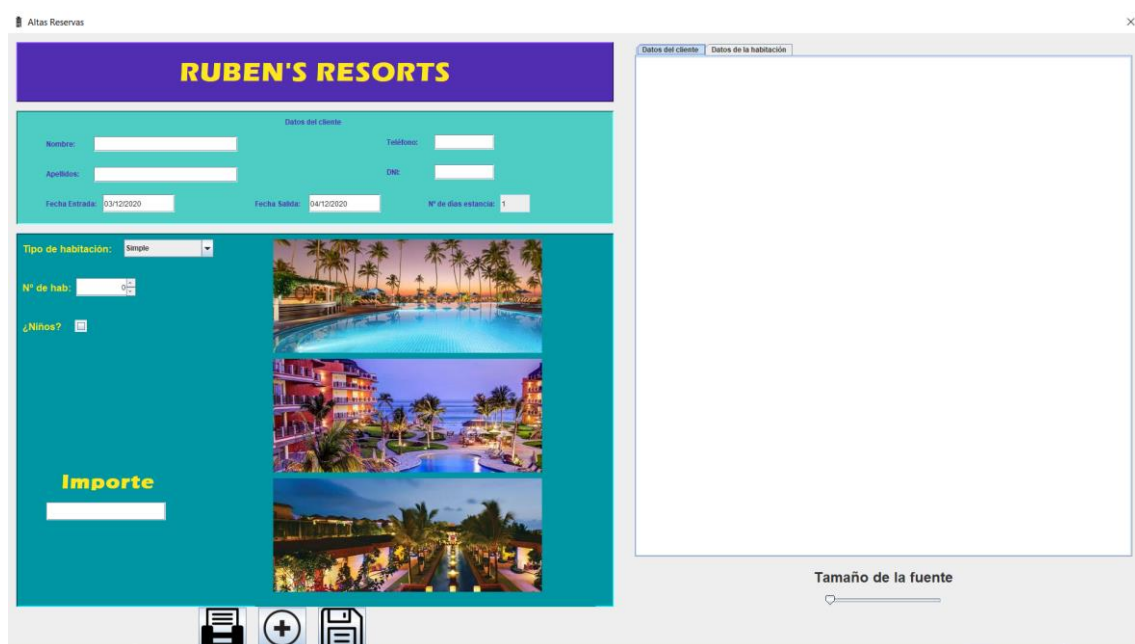 Altas Reservas
RUBEN'S RESORTS
Datos del cliente
Nombre:
Teléfono:
Apellidos:
DNI:
Fecha Entrada: 03/12/2020
Fecha Salida: 04/12/2020
Nº de días estancia: 1
Tipo de habitación: Simple
Nº de hab: 0
¿Niños?
Importe
Datos del cliente
Datos de la habitación
Tamaño de la fuente